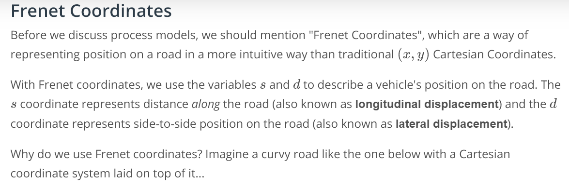 Frenet Coordinates
Before we discuss process models, we should mention "Frenet Coordinates", which are a way of
representing position on a road in a more intuitive way than traditional (x, y) Cartesian Coordinates.
With Frenet coordinates, we use the variables s and d to describe a vehicle's position on the road. The
s coordinate represents distance along the road (also known as longitudinal displacement) and the d
coordinate represents side-to-side position on the road (also known as lateral displacement).
Why do we use Frenet coordinates? Imagine a curvy road like the one below with a Cartesian
coordinate system laid on top of it...